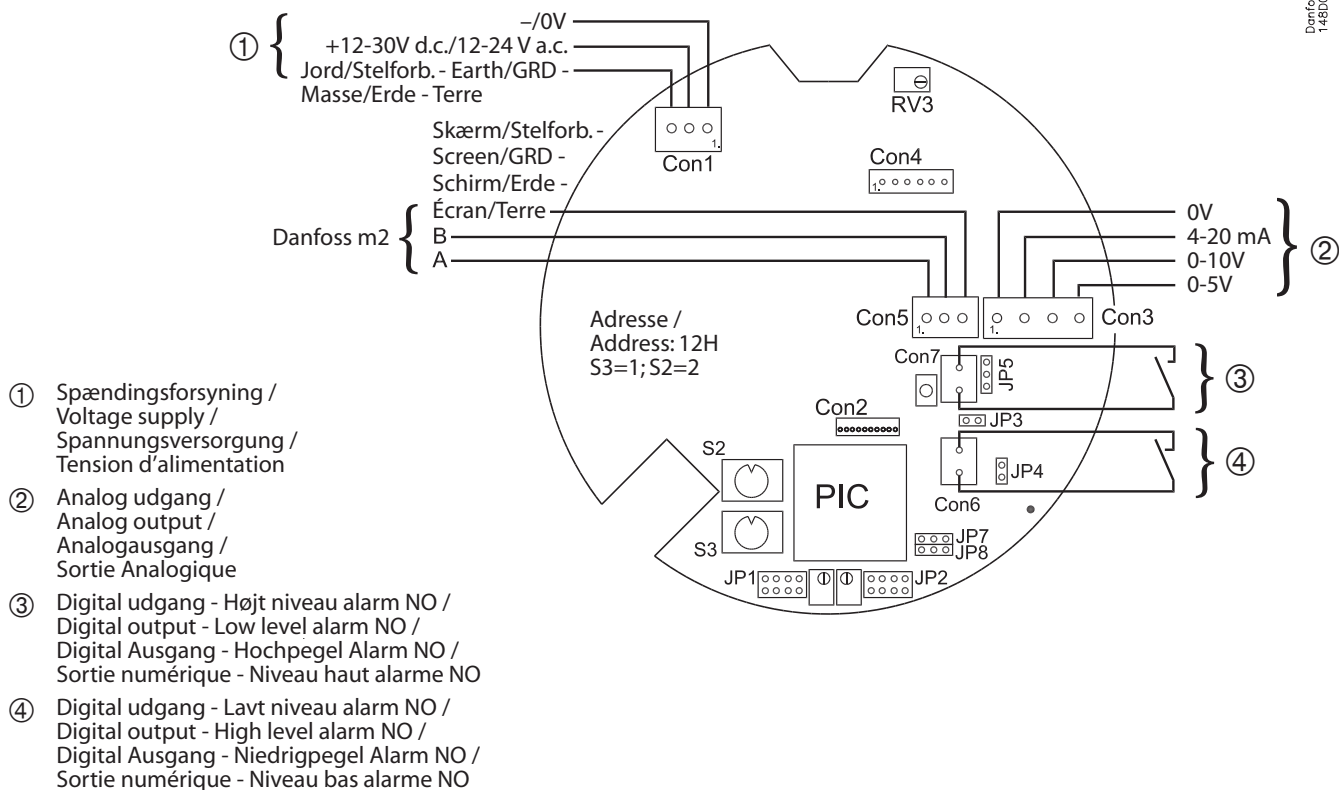 Danfo
148D0
–/0V
① +12-30V d.c./12-24 V a.c.
Jord/Stelforb. - Earth/GRD -
Masse/Erde - Terre
RV3
Skærm/Stelforb. -
Screen/GRD -
Schirm/Erde -
Écran/Terre
1.
Con1
Con4
1.
Danfoss m2
B
A
0V
4-20 mA
0-10V
0-5V
②
Adresse /
Address: 12H
S3=1; S2=2
Con5
1.
1.
Con3
Con7
JP5
③
Con2
JP3
S2
PIC
JP4
④
Con6
S3
JP7
JP8
JP1
JP2
① Spændingsforsyning /
Voltage supply /
Spannungsversorgung /
Tension d’alimentation
② Analog udgang /
Analog output /
Analogausgang /
Sortie Analogique
③ Digital udgang - Højt niveau alarm NO /
Digital output - Low level alarm NO /
Digital Ausgang - Hochpegel Alarm NO /
Sortie numérique - Niveau haut alarme NO
④ Digital udgang - Lavt niveau alarm NO /
Digital output - High level alarm NO /
Digital Ausgang - Niedrigpegel Alarm NO /
Sortie numérique - Niveau bas alarme NO